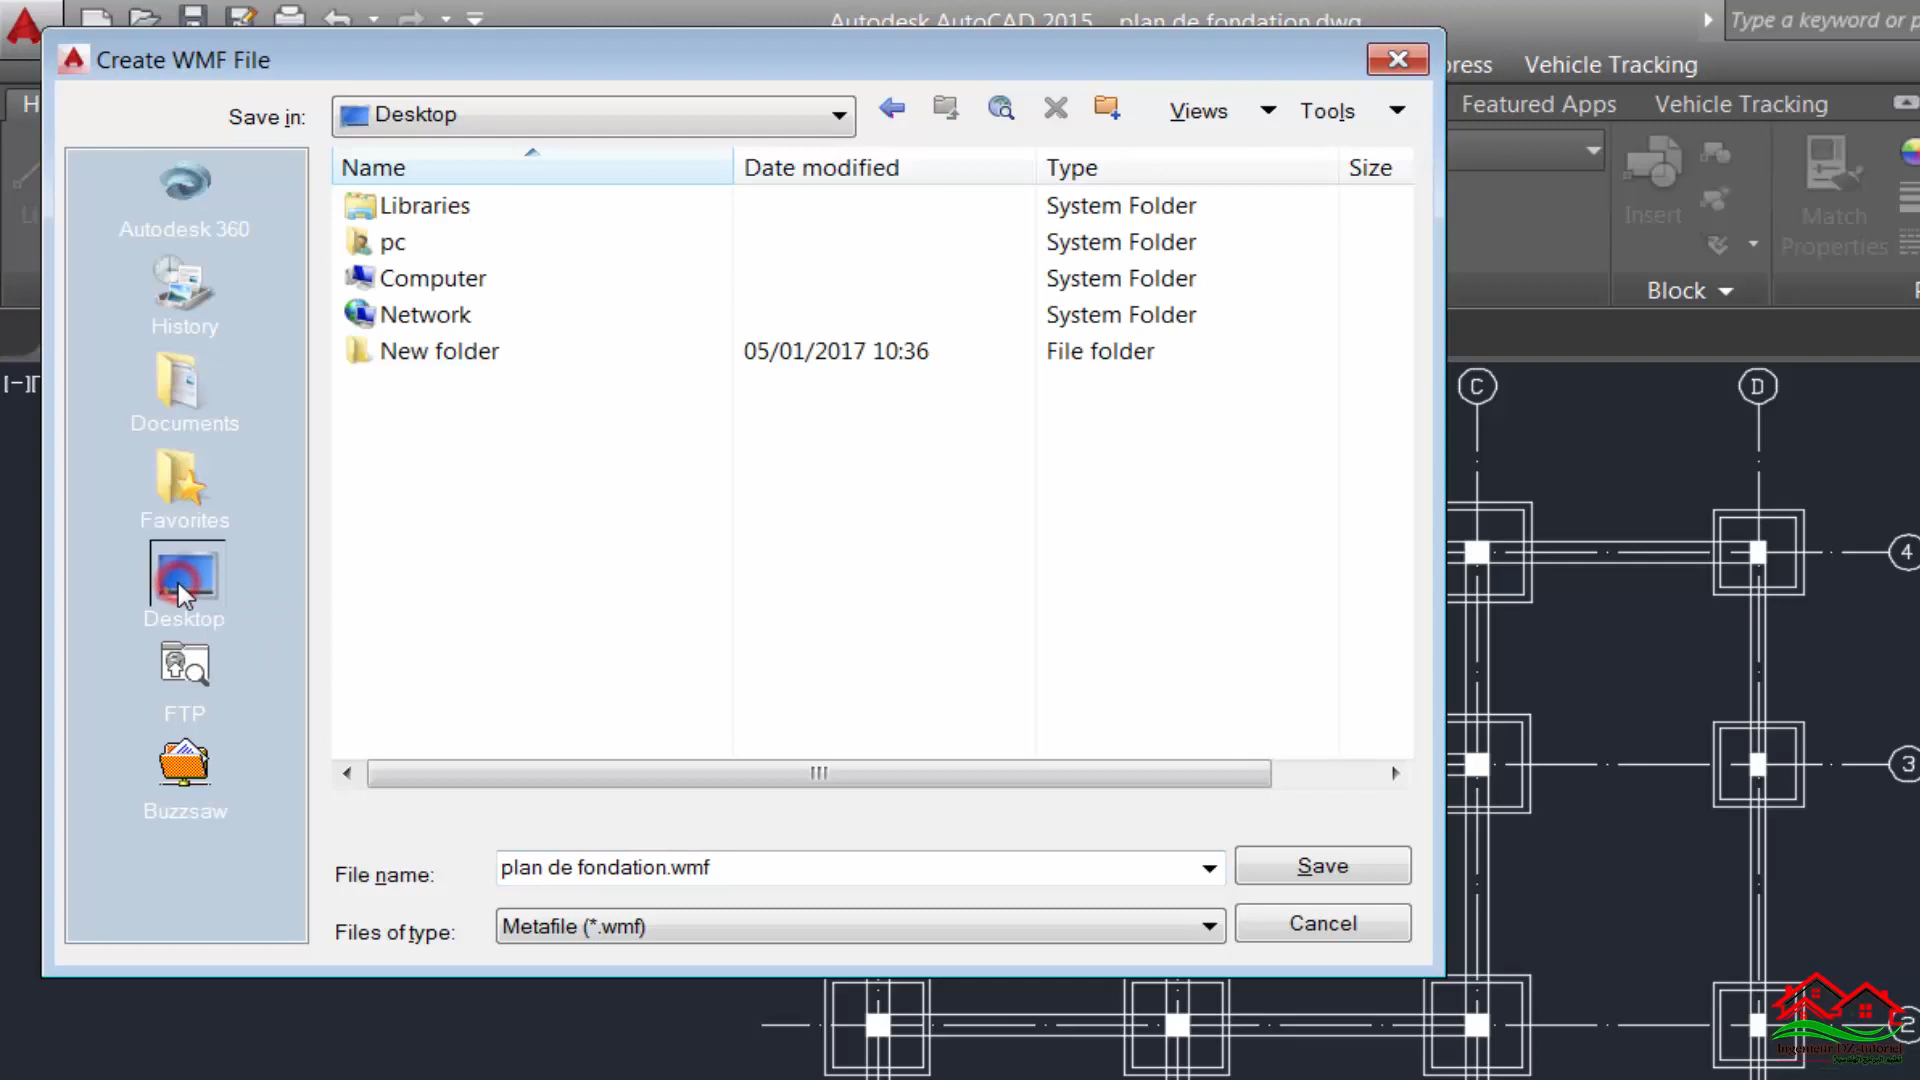 Autodesk AutoCAD 2015 plan de fondation.dwg
Type a keyword or p
Create WMF File
Vehicle Tracking
Save in:
Desktop
Views
Tools
Featured Apps
Vehicle Tracking
Name
Date modified
Type
Size
Autodesk 360
History
Documents
Favorites
Desktop
FTP
Buzzsaw
Libraries
System Folder
pc
System Folder
Computer
System Folder
Network
System Folder
New folder
05/01/2017 10:36
File folder
Insert
Match
Properties
Block
[−][
C
D
4
3
2
File name:
plan de fondation.wmf
Save
Files of type:
Metafile (*.wmf)
Cancel
Ingenieur DZ-tutoriel